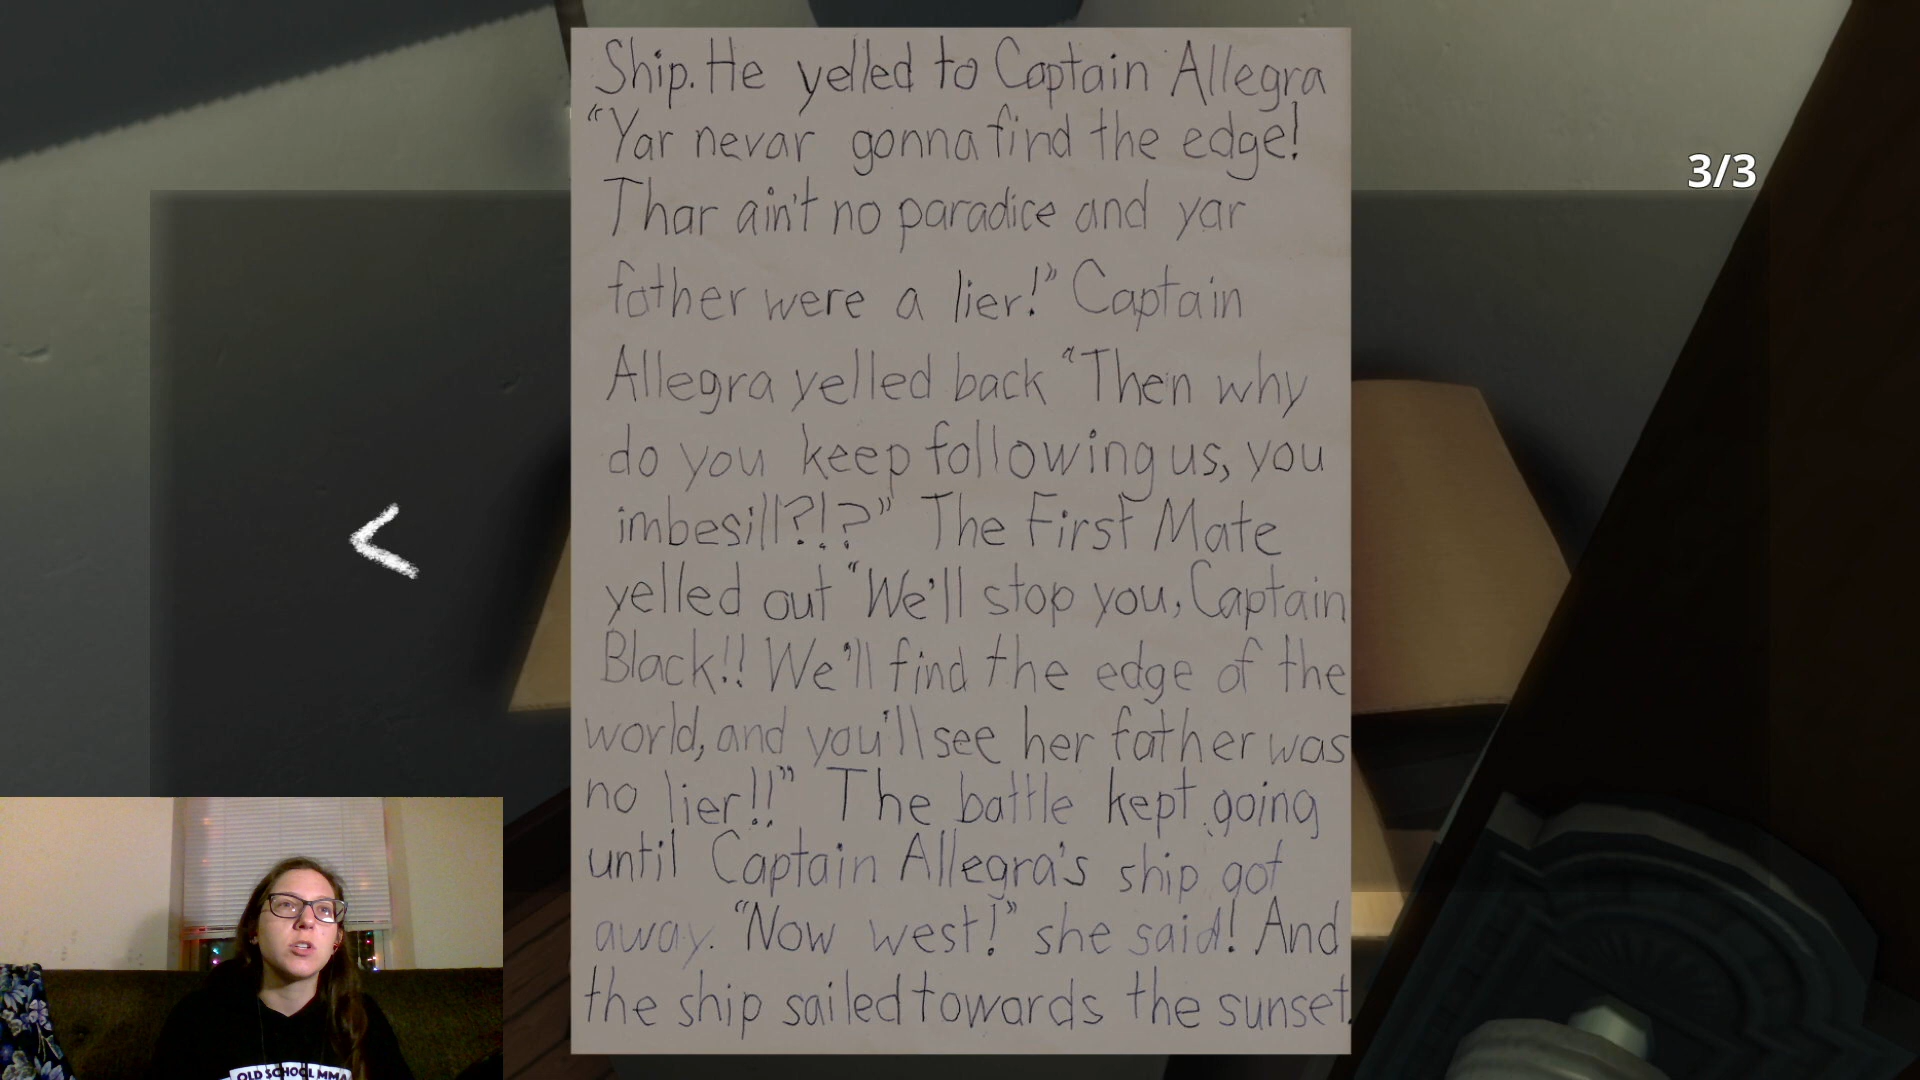 Ship. He yelled to Captain Allegra
“Yar nevar gonna find the edge!
Thar ain't no paradice and yar
father were a lier!” Captain
Allegra yelled back “Then why
do you keep following us, you
imbesill?!?” The First Mate
yelled out “We'll stop you, Captain
Black!! We'll find the edge of the
world, and you'll see her father was
no lier!!” The battle kept going
until Captain Allegra's ship got
away. “Now west!” she said! And
the ship sailed towards the sunset.
3/3
<
OLD SCHOOL MMA